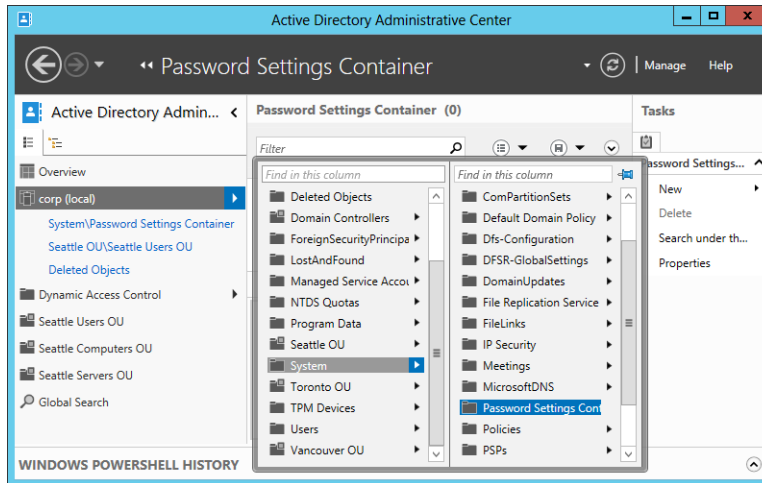 Active Directory Administrative Center
Password Settings Container
Manage
Help
Active Directory Admin...
Overview
corp (local)
System\Password Settings Container
Seattle OU\Seattle Users OU
Deleted Objects
Dynamic Access Control
Seattle Users OU
Seattle Computers OU
Seattle Servers OU
Global Search
Password Settings Container (0)
Filter
Find in this column
Deleted Objects
Domain Controllers
ForeignSecurityPrincipa
LostAndFound
Managed Service Accou
NTDS Quotas
Program Data
Seattle OU
System
Toronto OU
TPM Devices
Users
Vancouver OU
Find in this column
ComPartitionSets
Default Domain Policy
Dfs-Configuration
DFSR-GlobalSettings
DomainUpdates
File Replication Service
FileLinks
IP Security
Meetings
MicrosoftDNS
Password Settings Cont
Policies
PSPs
Tasks
Password Settings...
New
Delete
Search under th...
Properties
WINDOWS POWERSHELL HISTORY